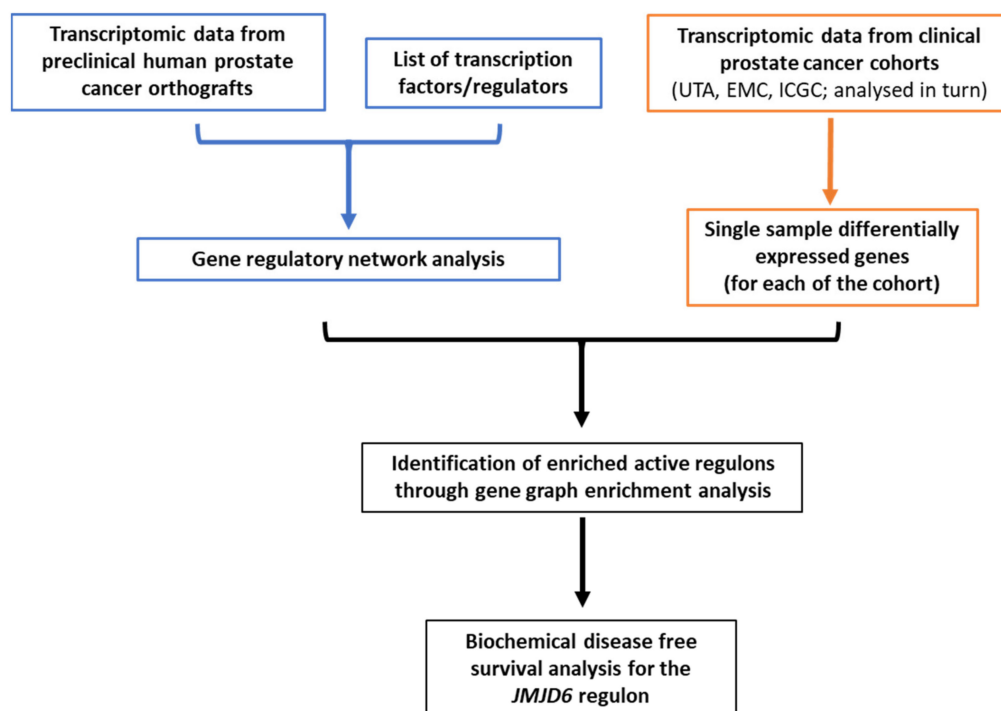 Transcriptomic data from
preclinical human prostate
cancer orthografts
List of transcription
factors/regulators
Transcriptomic data from clinical
prostate cancer cohorts
(UTA, EMC, ICGC; analysed in turn)
Gene regulatory network analysis
Single sample differentially
expressed genes
(for each of the cohort)
Identification of enriched active regulons
through gene graph enrichment analysis
Biochemical disease free
survival analysis for the
JMJD6 regulon